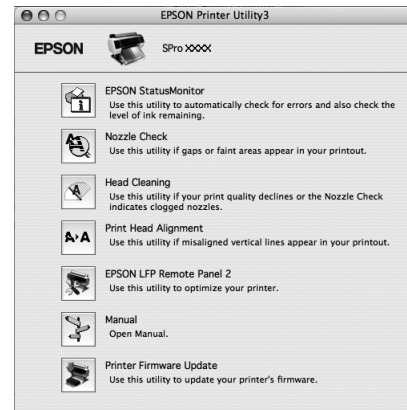 EPSON Printer Utility3
EPSON
SPro XXXX
EPSON StatusMonitor
Use this utility to automatically check for errors and also check the
level of ink remaining.
Nozzle Check
Use this utility if gaps or faint areas appear in your printout.
Head Cleaning
Use this utility if your print quality declines or the Nozzle Check
indicates clogged nozzles.
Print Head Alignment
Use this utility if misaligned vertical lines appear in your printout.
EPSON LFP Remote Panel 2
Use this utility to optimize your printer.
Manual
Open Manual.
Printer Firmware Update
Use this utility to update your printer's firmware.